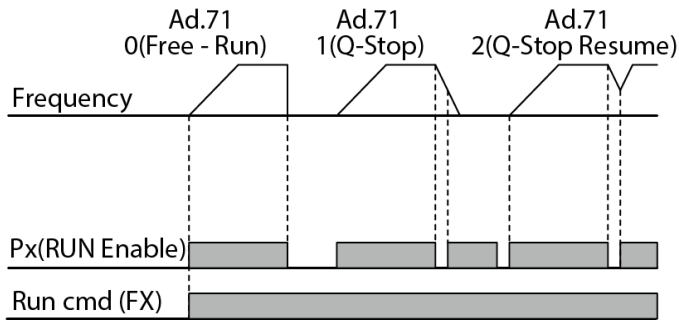 Ad.71
0(Free - Run)
Ad.71
1(Q-Stop)
Ad.71
2(Q-Stop Resume)
Frequency
Px(RUN Enable)
Run cmd (FX)